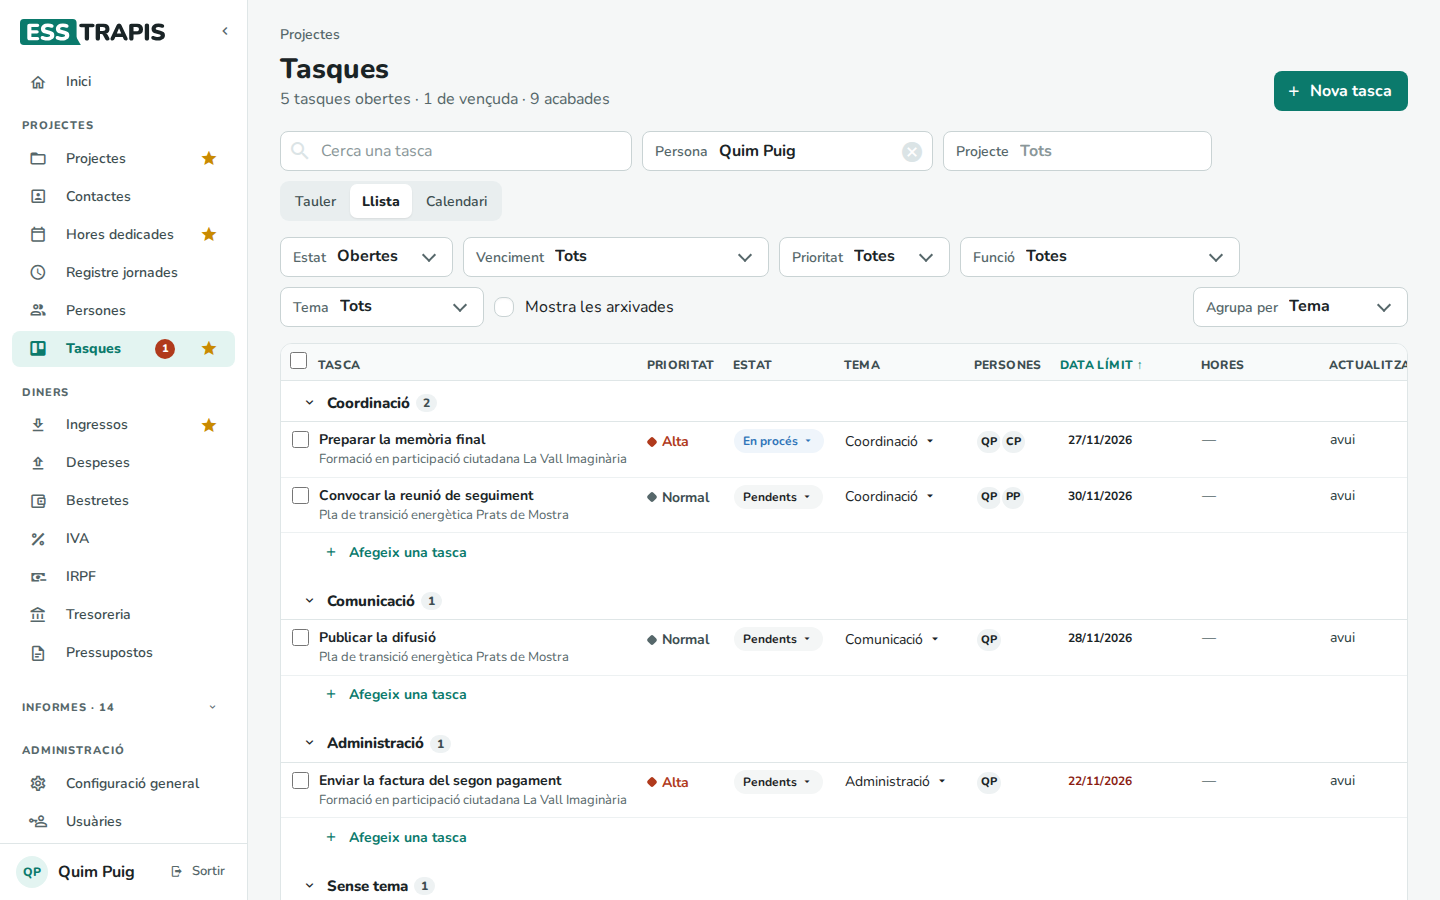 ESSTRAPIS
Inici
PROJECTES
Projectes
Contactes
Hores dedicades
Registre jornades
Persones
Tasques 1
DINERS
Ingressos
Despeses
Bestretes
IVA
IRPF
Tresoreria
Pressupostos
INFORMES · 14
ADMINISTRACIÓ
Configuració general
Usuàries
QP Quim Puig Sortir
Projectes
Tasques
5 tasques obertes · 1 de vençuda · 9 acabades
+ Nova tasca
Cerca una tasca
Persona Quim Puig
Projecte Tots
Tauler Llista Calendari
Estat Obertes
Venciment Tots
Prioritat Totes
Funció Totes
Tema Tots
Mostra les arxivades
Agrupa per Tema
TASCA PRIORITAT ESTAT TEMA PERSONES DATA LÍMIT ↑ HORES ACTUALITZA
Coordinació 2
Preparar la memòria final Alta En procés Coordinació QP CP 27/11/2026 — avui
Formació en participació ciutadana La Vall Imaginària
Convocar la reunió de seguiment Normal Pendents Coordinació QP PP 30/11/2026 — avui
Pla de transició energètica Prats de Mostra
+ Afegeix una tasca
Comunicació 1
Publicar la difusió Normal Pendents Comunicació QP 28/11/2026 — avui
Pla de transició energètica Prats de Mostra
+ Afegeix una tasca
Administració 1
Enviar la factura del segon pagament Alta Pendents Administració QP 22/11/2026 — avui
Formació en participació ciutadana La Vall Imaginària
+ Afegeix una tasca
Sense tema 1